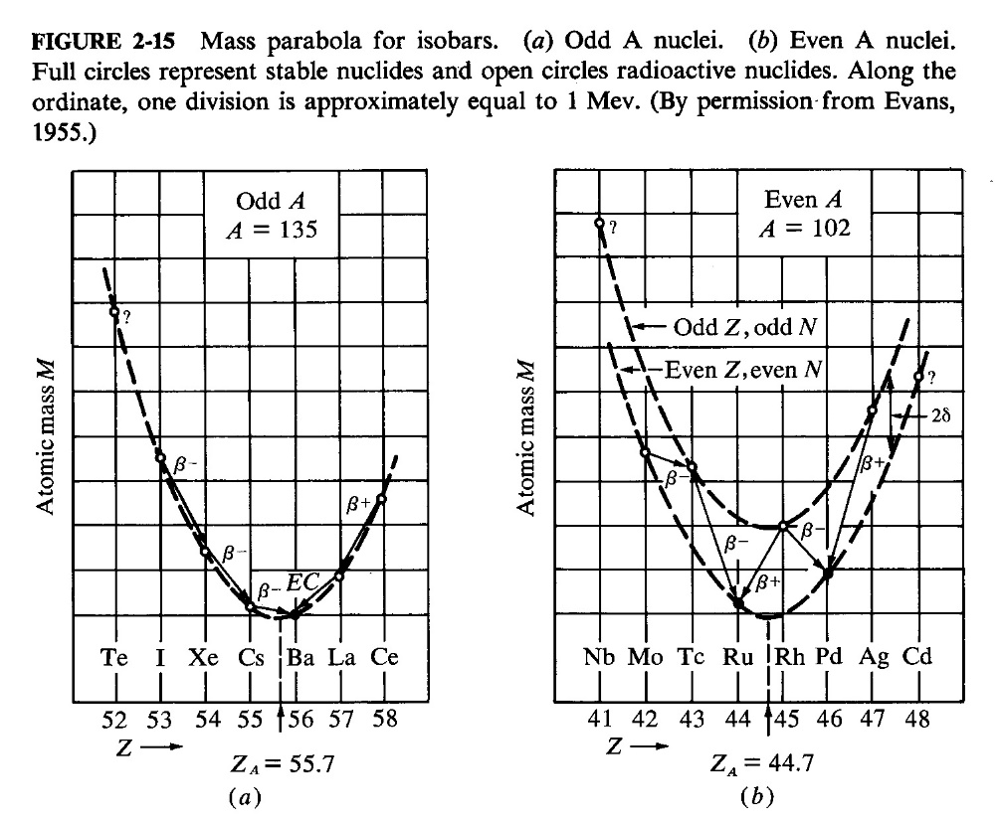 FIGURE 2-15 Mass parabola for isobars. (a) Odd A nuclei. (b) Even A nuclei.
Full circles represent stable nuclides and open circles radioactive nuclides. Along the
ordinate, one division is approximately equal to 1 Mev. (By permission from Evans,
1955.)
Atomic mass M
Odd A
A = 135
?
β−
β−
β−
EC
β+
Te I Xe Cs Ba La Ce
52 53 54 55 56 57 58
Z
Z_A = 55.7
(a)
Atomic mass M
Even A
A = 102
?
Odd Z, odd N
Even Z, even N
?
2δ
β−
β+
β−
β−
β+
Nb Mo Tc Ru Rh Pd Ag Cd
41 42 43 44 45 46 47 48
Z
Z_A = 44.7
(b)